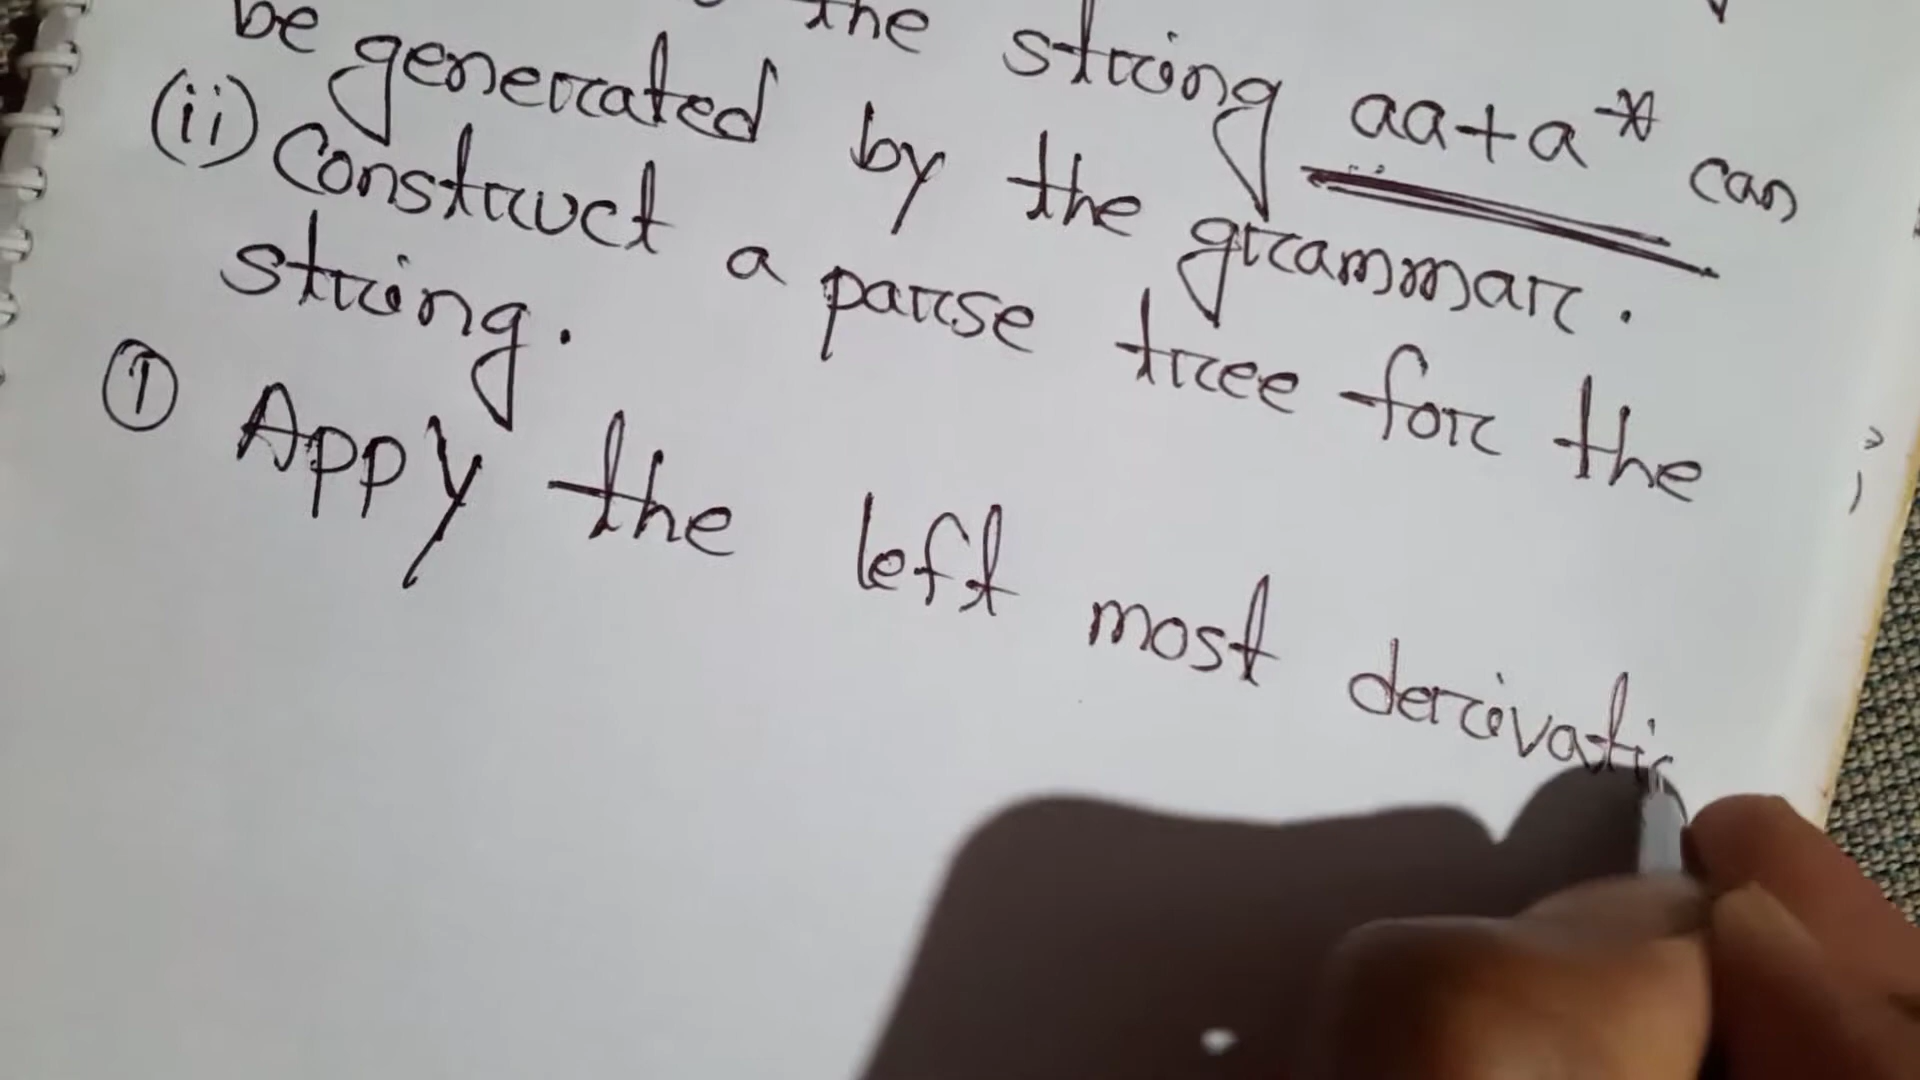 the string aa+a* can
be generated by the grammar.
(ii) Construct a parse tree for the
string.
① Appy the left most derivati